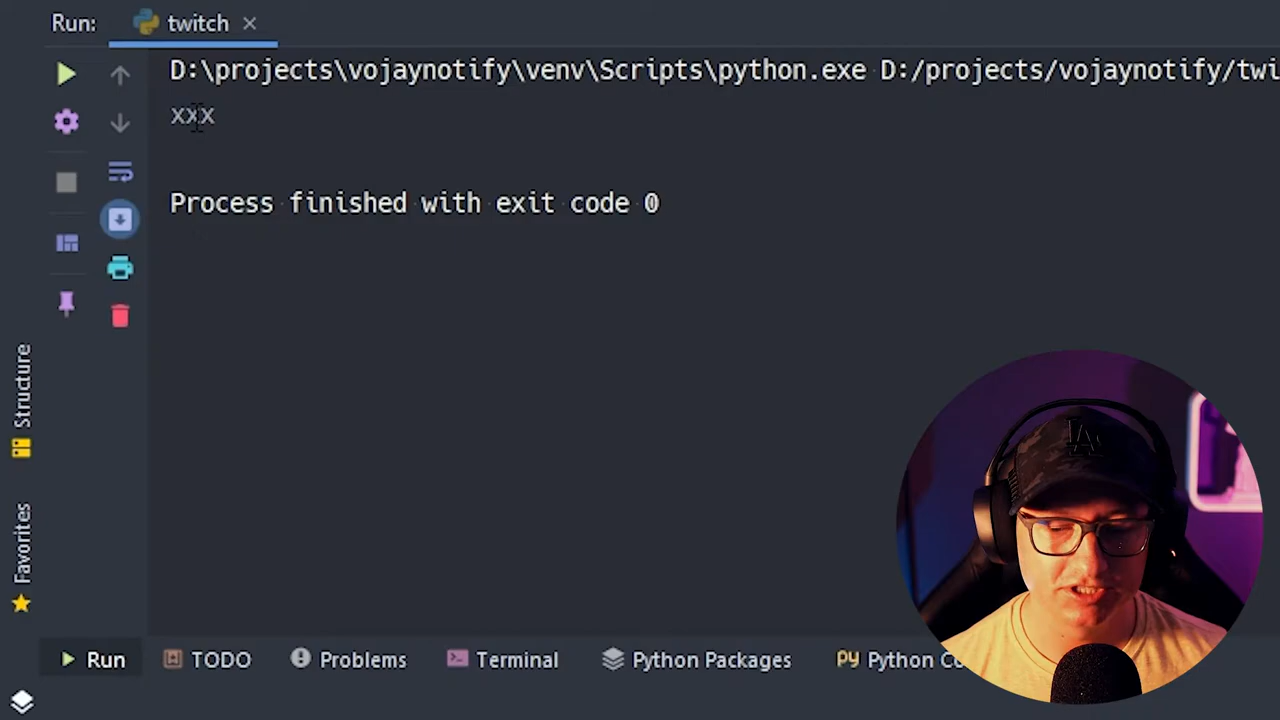 Run: twitch
D:\projects\vojaynotify\venv\Scripts\python.exe D:/projects/vojaynotify/twi
xxx
Process finished with exit code 0
Structure
Favorites
Run TODO Problems Terminal Python Packages Python Co
LA